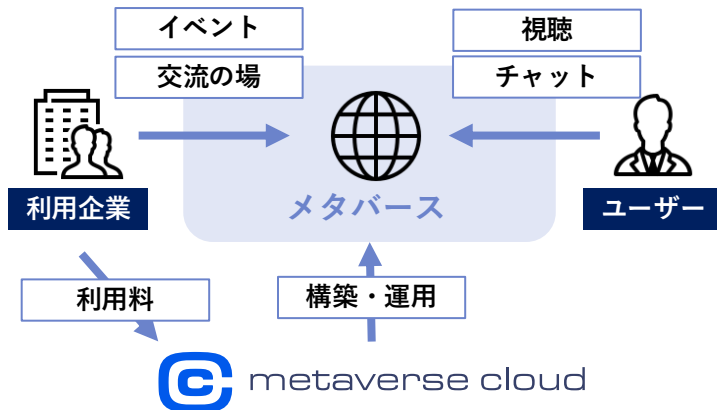 イベント
視聴
交流の場
チャット
利用企業
メタバース
ユーザー
利用料
構築・運用
metaverse cloud